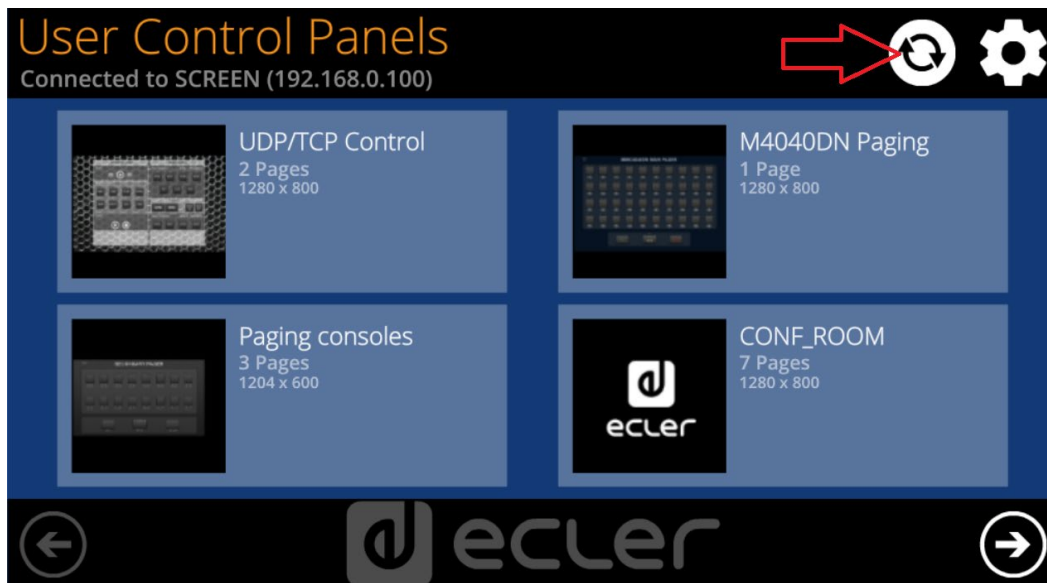 User Control Panels
Connected to SCREEN (192.168.0.100)
UDP/TCP Control
2 Pages
1280 x 800
M4040DN Paging
1 Page
1280 x 800
Paging consoles
3 Pages
1204 x 600
CONF_ROOM
7 Pages
1280 x 800
ecler
ecler